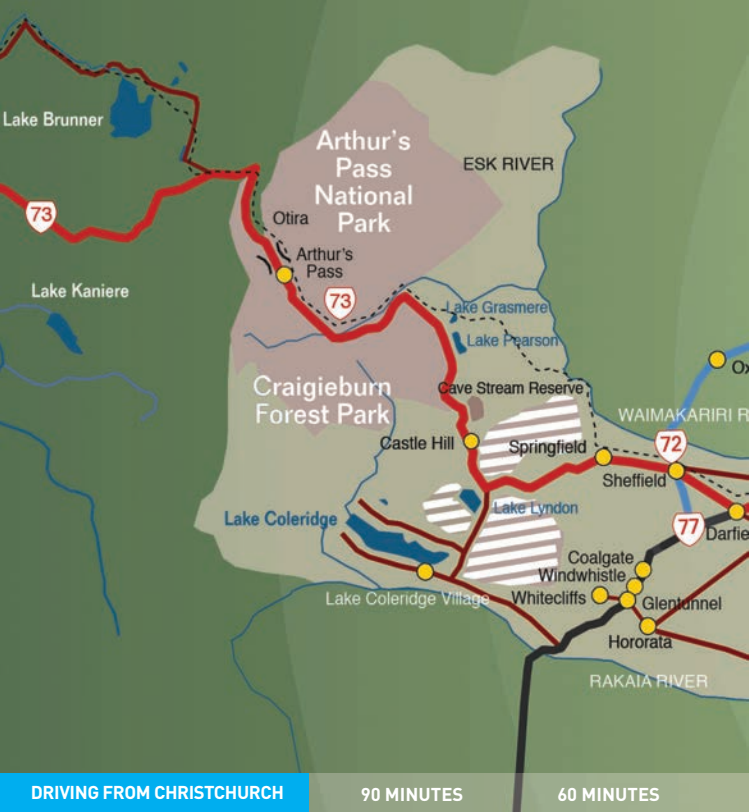 Lake Brunner
Arthur's
Pass
National
Park
ESK RIVER
73
Otira
Arthur's
Pass
Lake Kaniere
73
Lake Grasmere
Lake Pearson
Craigieburn
Forest Park
Cave Stream Reserve
WAIMAKARIRI R
Castle Hill
Springfield
72
Sheffield
Lake Coleridge
Lake Lyndon
77
Darfie
Coalgate
Windwhistle
Whitecliffs
Glentunnel
Lake Coleridge Village
Hororata
RAKAIA RIVER
DRIVING FROM CHRISTCHURCH
90 MINUTES
60 MINUTES